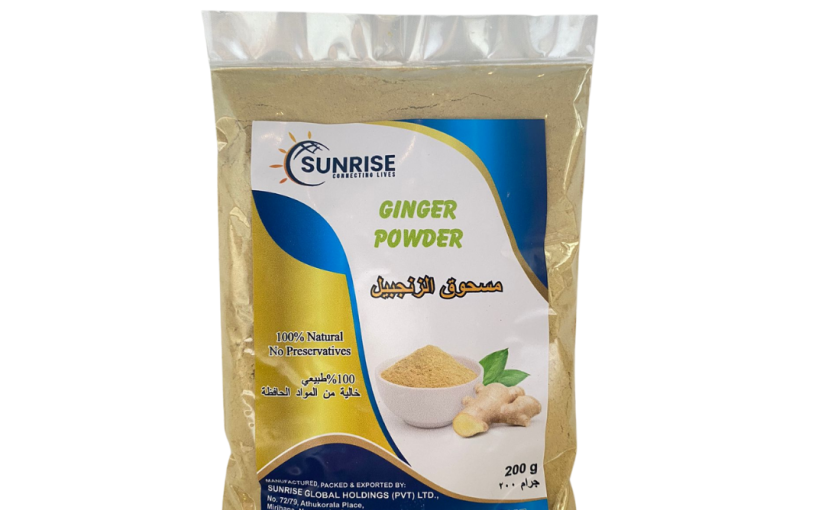 SUNRISE
CONNECTING LIVES
GINGER
POWDER
مسحوق الزنجبيل
100% Natural
No Preservatives
100%طبيعي
خالية من المواد الحافظة
200 g
٢٠٠ جرام
MANUFACTURED, PACKED & EXPORTED BY:
SUNRISE GLOBAL HOLDINGS (PVT) LTD.,
No. 72/79, Athukorala Place,